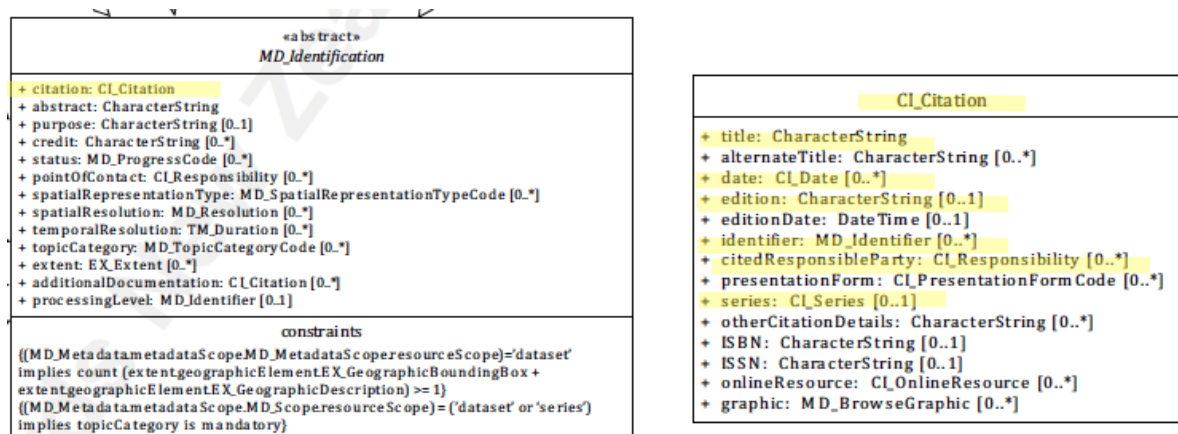 «abstract»
MD_Identification
+ citation: CI_Citation
+ abstract: CharacterString
+ purpose: CharacterString [0..1]
+ credit: CharacterString [0..*]
+ status: MD_ProgressCode [0..*]
+ pointOfContact: CI_Responsibility [0..*]
+ spatialRepresentationType: MD_SpatialRepresentationTypeCode [0..*]
+ spatialResolution: MD_Resolution [0..*]
+ temporalResolution: TM_Duration [0..*]
+ topicCategory: MD_TopicCategoryCode [0..*]
+ extent: EX_Extent [0..*]
+ additionalDocumentation: CI_Citation [0..*]
+ processingLevel: MD_Identifier [0..1]
constraints
{(MD_Metadata.metadataScope.MD_MetadataScope.resourceScope)='dataset'
implies count (extent.geographicElement.EX_GeographicBoundingBox +
extent.geographicElement.EX_GeographicDescription) >= 1}
{(MD_Metadata.metadataScope.MD_Scope.resourceScope) = ('dataset' or 'series')
implies topicCategory is mandatory}
CI_Citation
+ title: CharacterString
+ alternateTitle: CharacterString [0..*]
+ date: CI_Date [0..*]
+ edition: CharacterString [0..1]
+ editionDate: DateTime [0..1]
+ identifier: MD_Identifier [0..*]
+ citedResponsibleParty: CI_Responsibility [0..*]
+ presentationForm: CI_PresentationFormCode [0..*]
+ series: CI_Series [0..1]
+ otherCitationDetails: CharacterString [0..*]
+ ISBN: CharacterString [0..1]
+ ISSN: CharacterString [0..1]
+ onlineResource: CI_OnlineResource [0..*]
+ graphic: MD_BrowseGraphic [0..*]